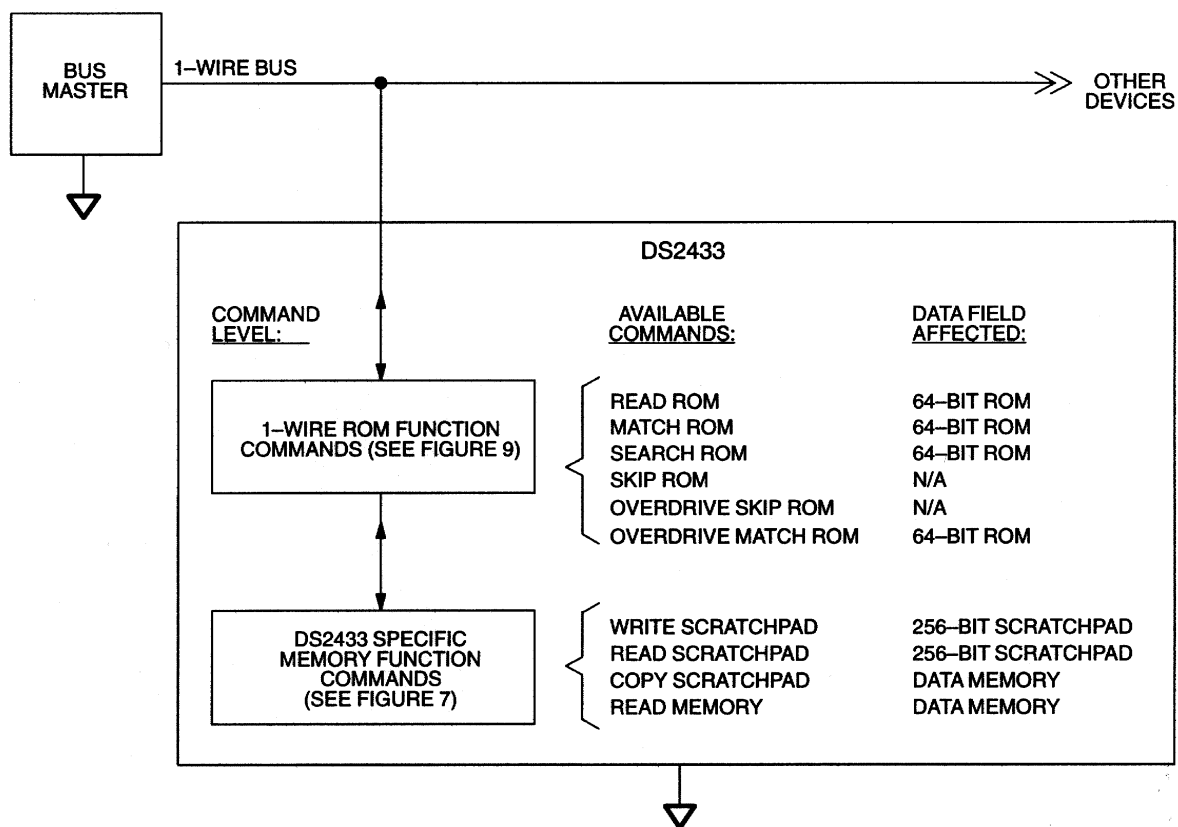 BUS
MASTER
1–WIRE BUS
OTHER
DEVICES
DS2433
COMMAND
LEVEL:
AVAILABLE
COMMANDS:
DATA FIELD
AFFECTED:
1–WIRE ROM FUNCTION
COMMANDS (SEE FIGURE 9)
READ ROM 64–BIT ROM
MATCH ROM 64–BIT ROM
SEARCH ROM 64–BIT ROM
SKIP ROM N/A
OVERDRIVE SKIP ROM N/A
OVERDRIVE MATCH ROM 64–BIT ROM
DS2433 SPECIFIC
MEMORY FUNCTION
COMMANDS
(SEE FIGURE 7)
WRITE SCRATCHPAD 256–BIT SCRATCHPAD
READ SCRATCHPAD 256–BIT SCRATCHPAD
COPY SCRATCHPAD DATA MEMORY
READ MEMORY DATA MEMORY